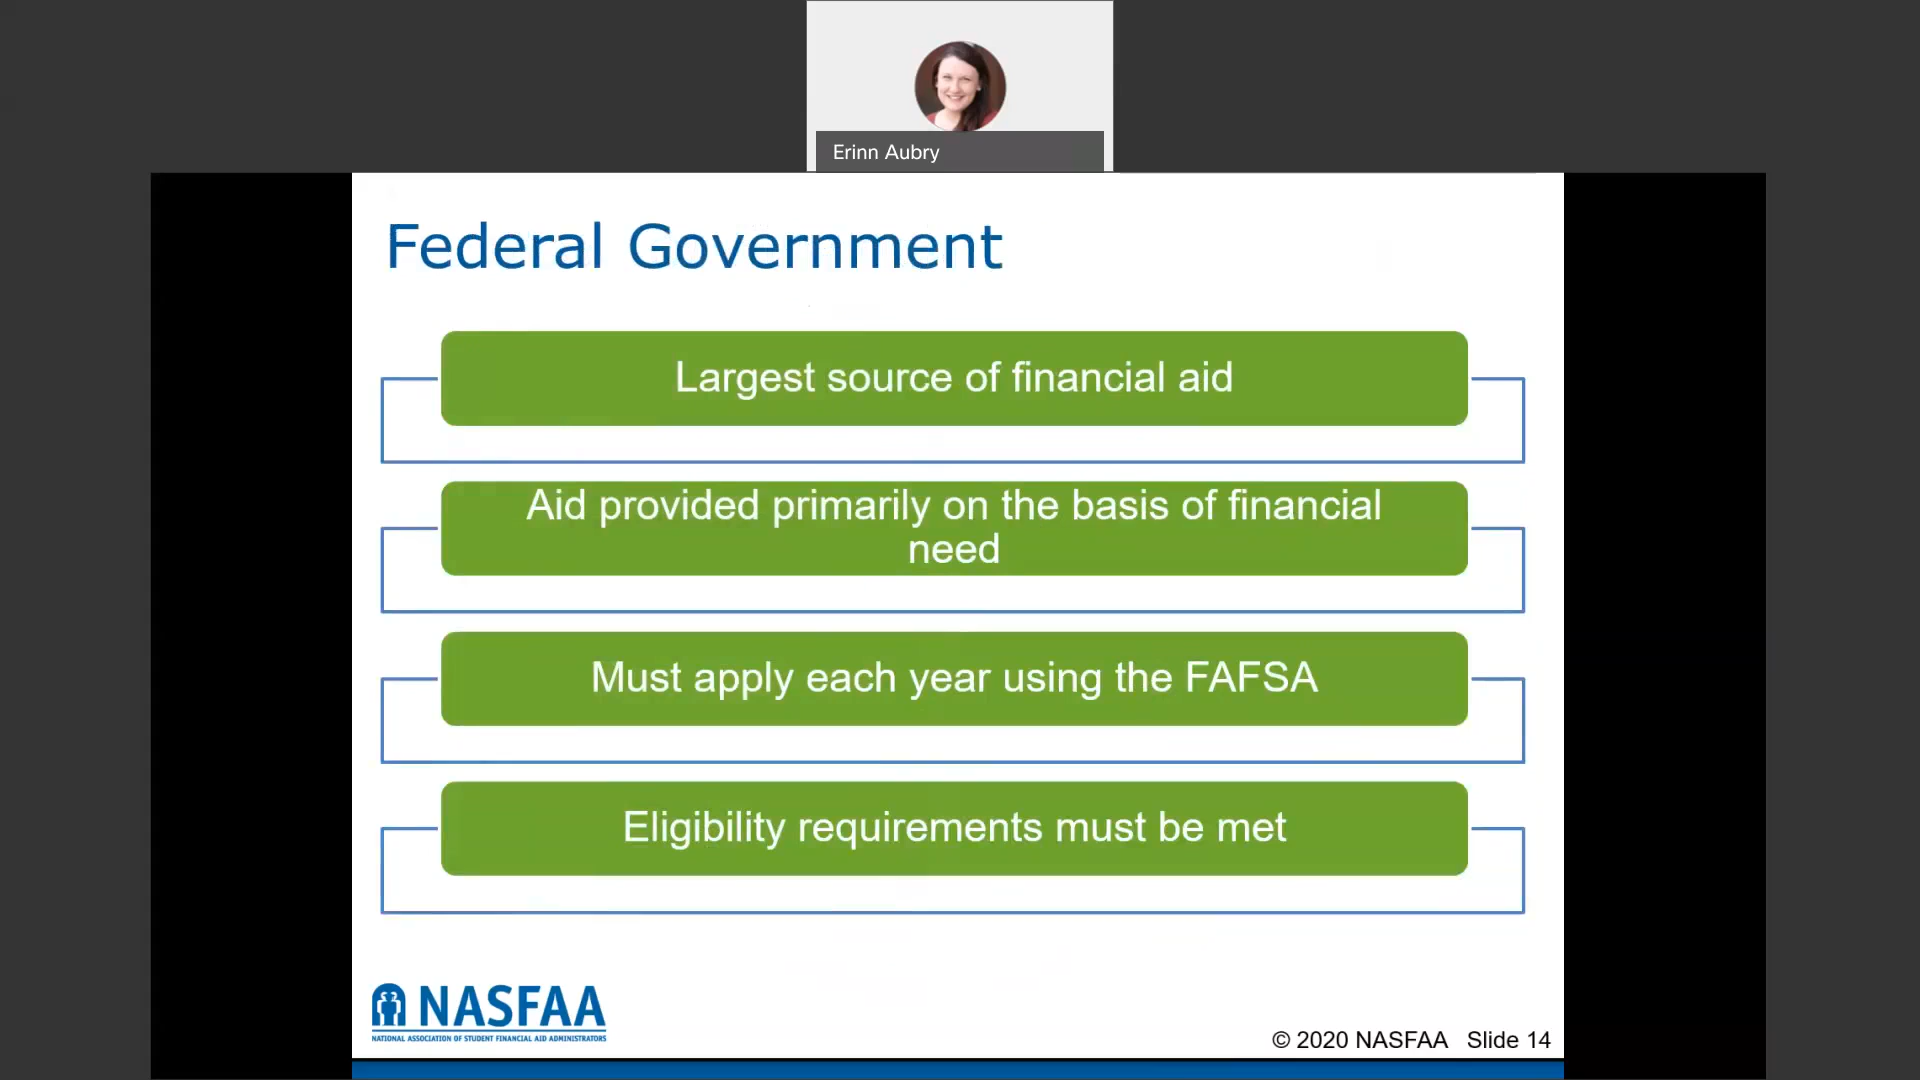 Erinn Aubry
Federal Government
Largest source of financial aid
Aid provided primarily on the basis of financial
need
Must apply each year using the FAFSA
Eligibility requirements must be met
NASFAA
NATIONAL ASSOCIATION OF STUDENT FINANCIAL AID ADMINISTRATORS
© 2020 NASFAA Slide 14